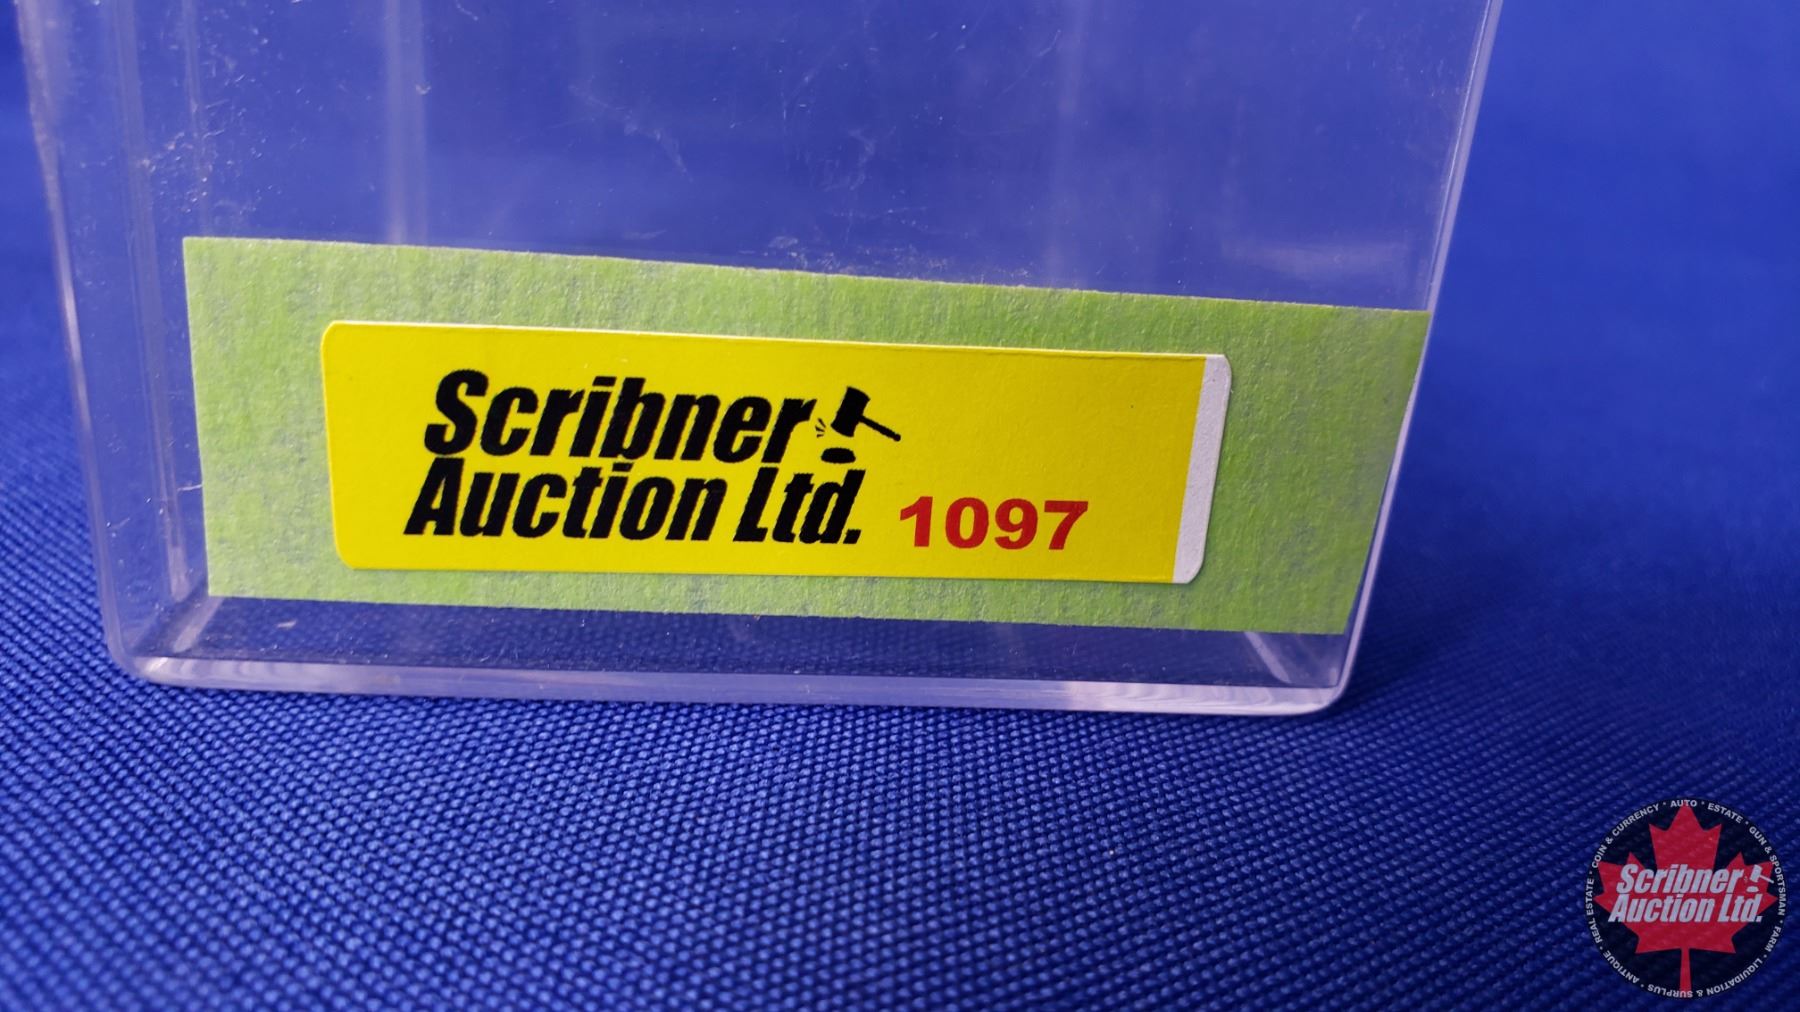 Scribner
Auction Ltd. 1097
REAL ESTATE * COIN & CURRENCY * AUTO * ESTATE * GUN & SPORTSMAN * FARM * LIQUIDATION & SURPLUS * ANTIQUE *
Scribner
Auction Ltd.